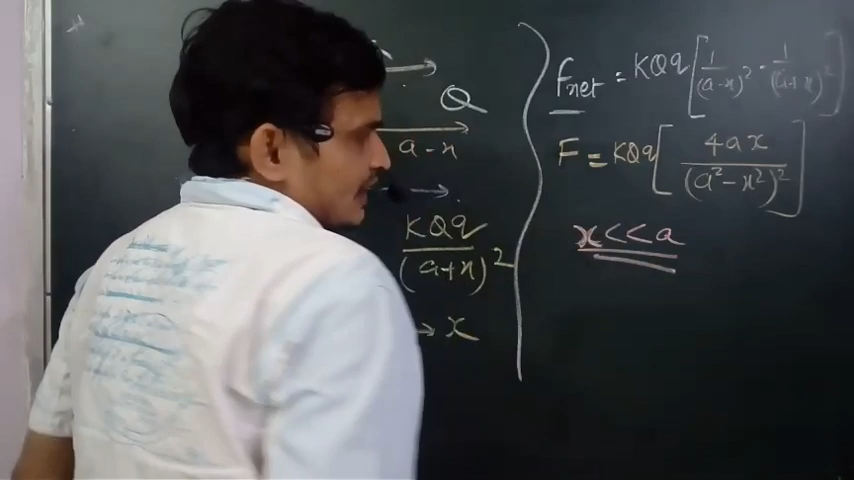 Q
a-x
KQq
(a+x)²
→ x
Fnet = KQq [ 1/(a-x)² - 1/(a+x)² ]
F = KQq [ 4ax/(a²-x²)² ]
x<<a